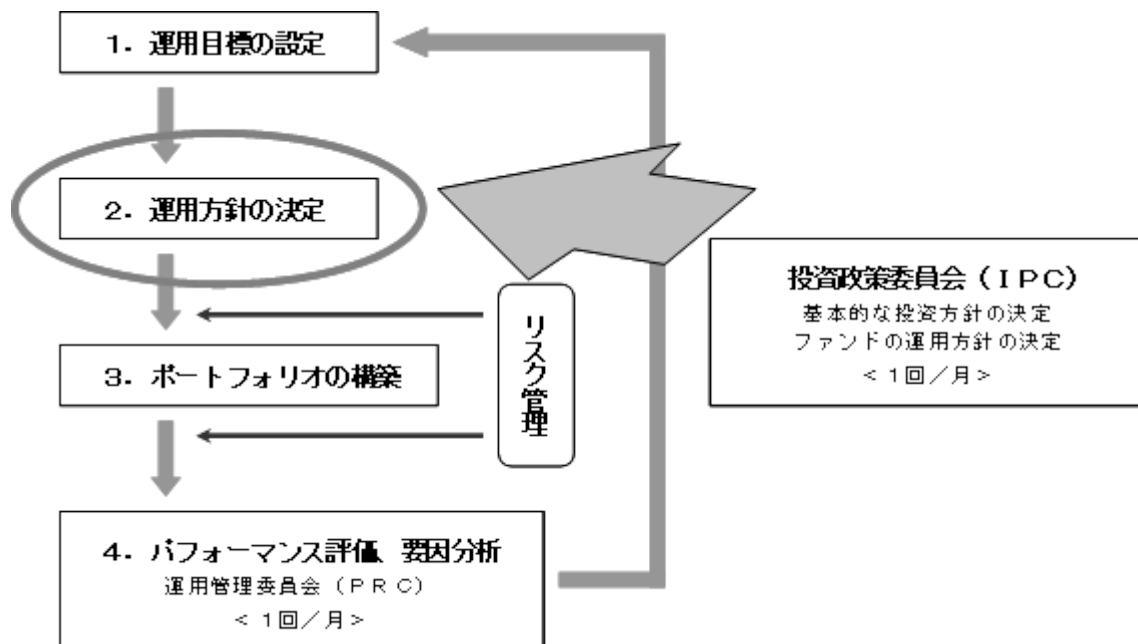 １．運用目標の設定
２．運用方針の決定
投資政策委員会（ＩＰＣ）
基本的な投資方針の決定
ファンドの運用方針の決定
＜１回／月＞
リスク管理
３．ポートフォリオの構築
４．パフォーマンス評価、要因分析
運用管理委員会（ＰＲＣ）
＜１回／月＞